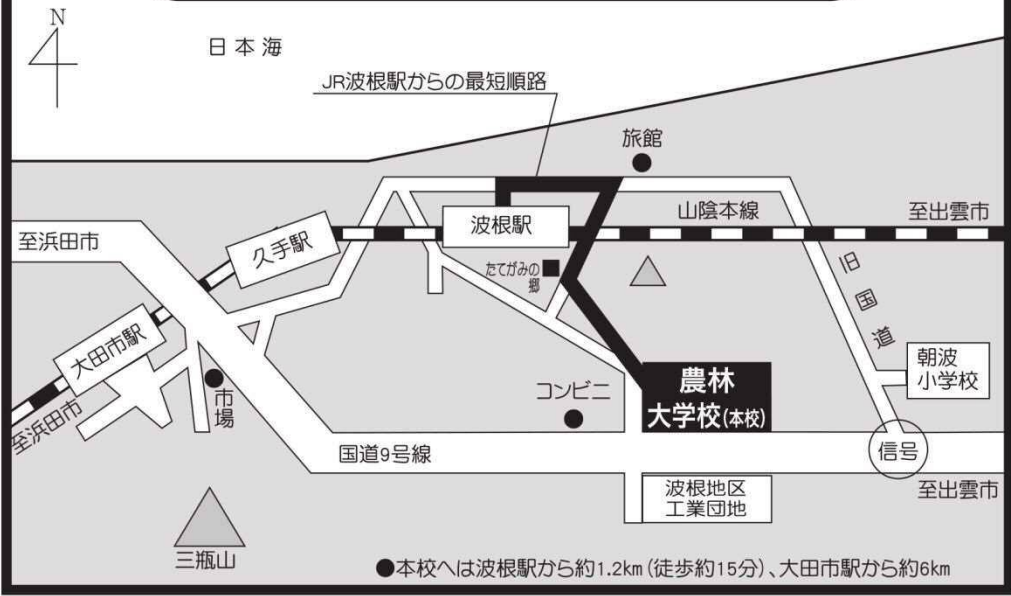 N
日本海
JR波根駅からの最短順路
旅館
山陰本線
至出雲市
波根駅
至浜田市
久手駅
たてがみの
郷
旧国道
大田市駅
朝波
小学校
農林
大学校(本校)
コンビニ
市場
至浜田市
国道9号線
信号
至出雲市
波根地区
工業団地
三瓶山
●本校へは波根駅から約1.2km(徒歩約15分)、大田市駅から約6km